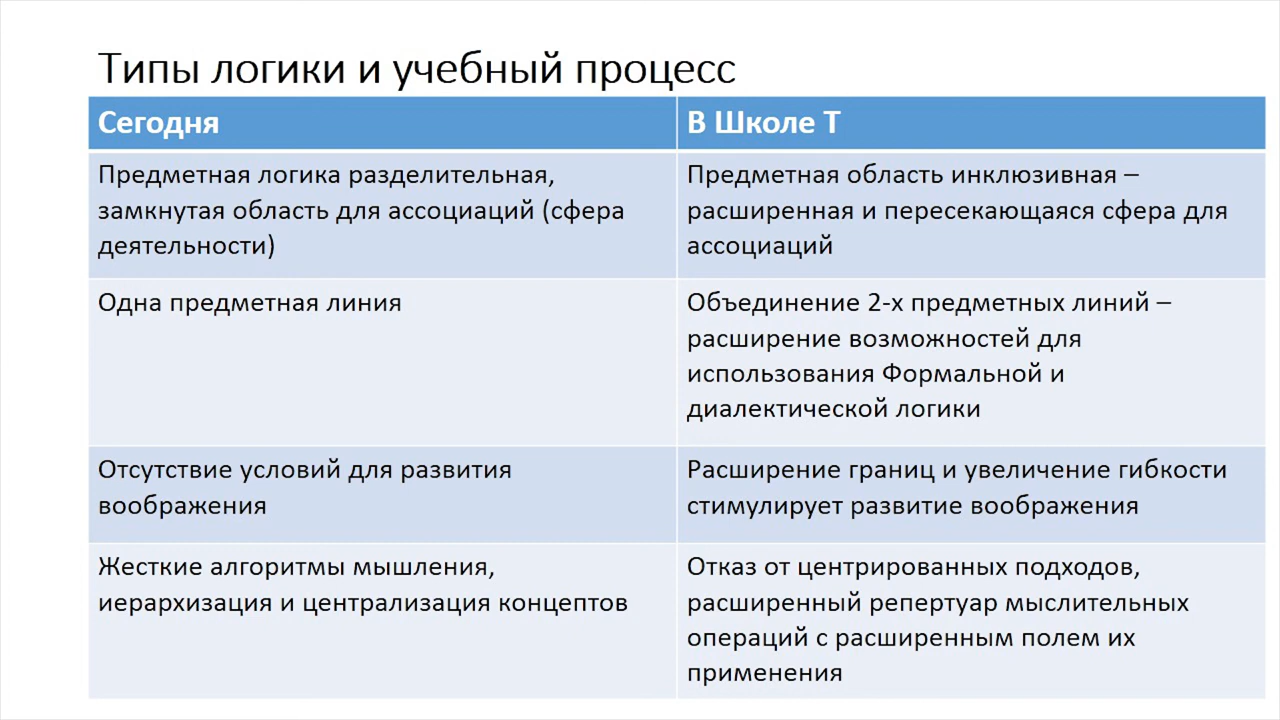 Типы логики и учебный процесс
Сегодня
В Школе Т
Предметная логика разделительная,
замкнутая область для ассоциаций (сфера
деятельности)
Предметная область инклюзивная –
расширенная и пересекающаяся сфера для
ассоциаций
Одна предметная линия
Объединение 2-х предметных линий –
расширение возможностей для
использования Формальной и
диалектической логики
Отсутствие условий для развития
воображения
Расширение границ и увеличение гибкости
стимулирует развитие воображения
Жесткие алгоритмы мышления,
иерархизация и централизация концептов
Отказ от центрированных подходов,
расширенный репертуар мыслительных
операций с расширенным полем их
применения